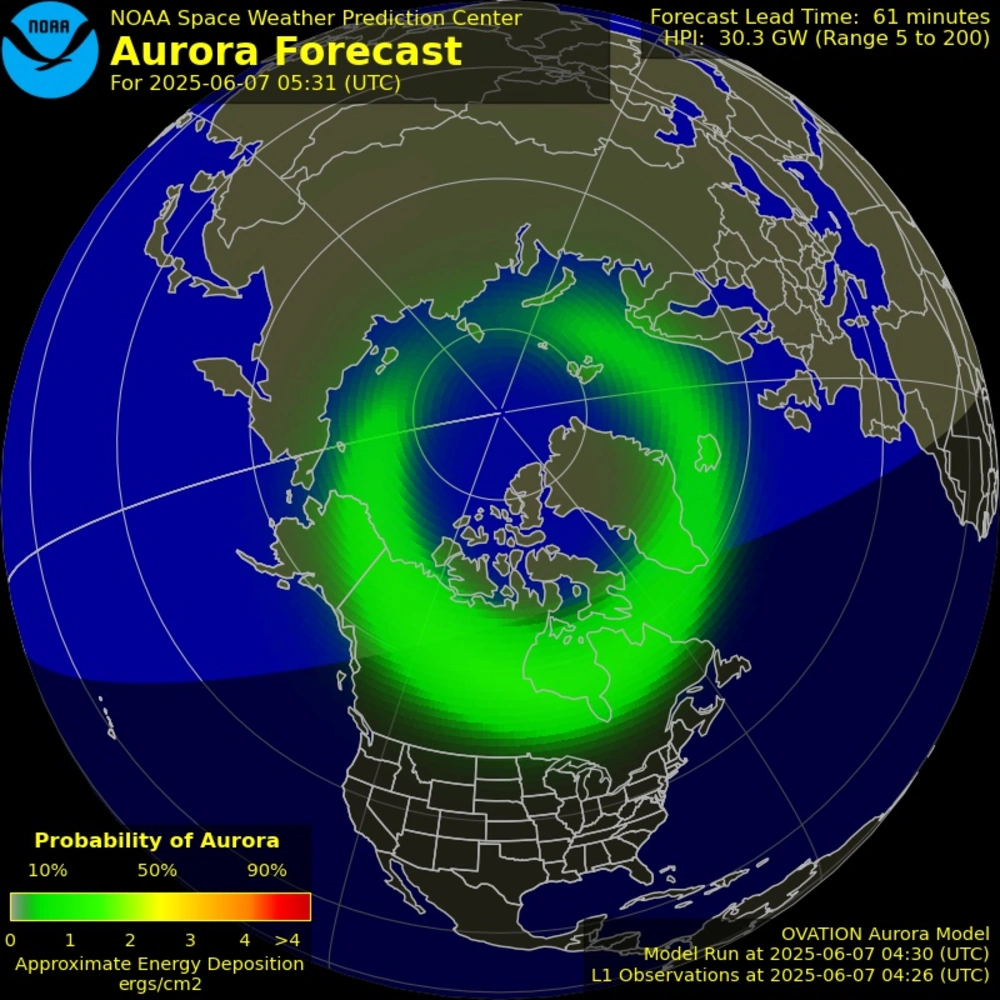 NOAA
NOAA Space Weather Prediction Center
Aurora Forecast
For 2025-06-07 05:31 (UTC)
Forecast Lead Time: 61 minutes
HPI: 30.3 GW (Range 5 to 200)
Probability of Aurora
10% 50% 90%
0 1 2 3 4 >4
Approximate Energy Deposition
ergs/cm2
OVATION Aurora Model
Model Run at 2025-06-07 04:30 (UTC)
L1 Observations at 2025-06-07 04:26 (UTC)